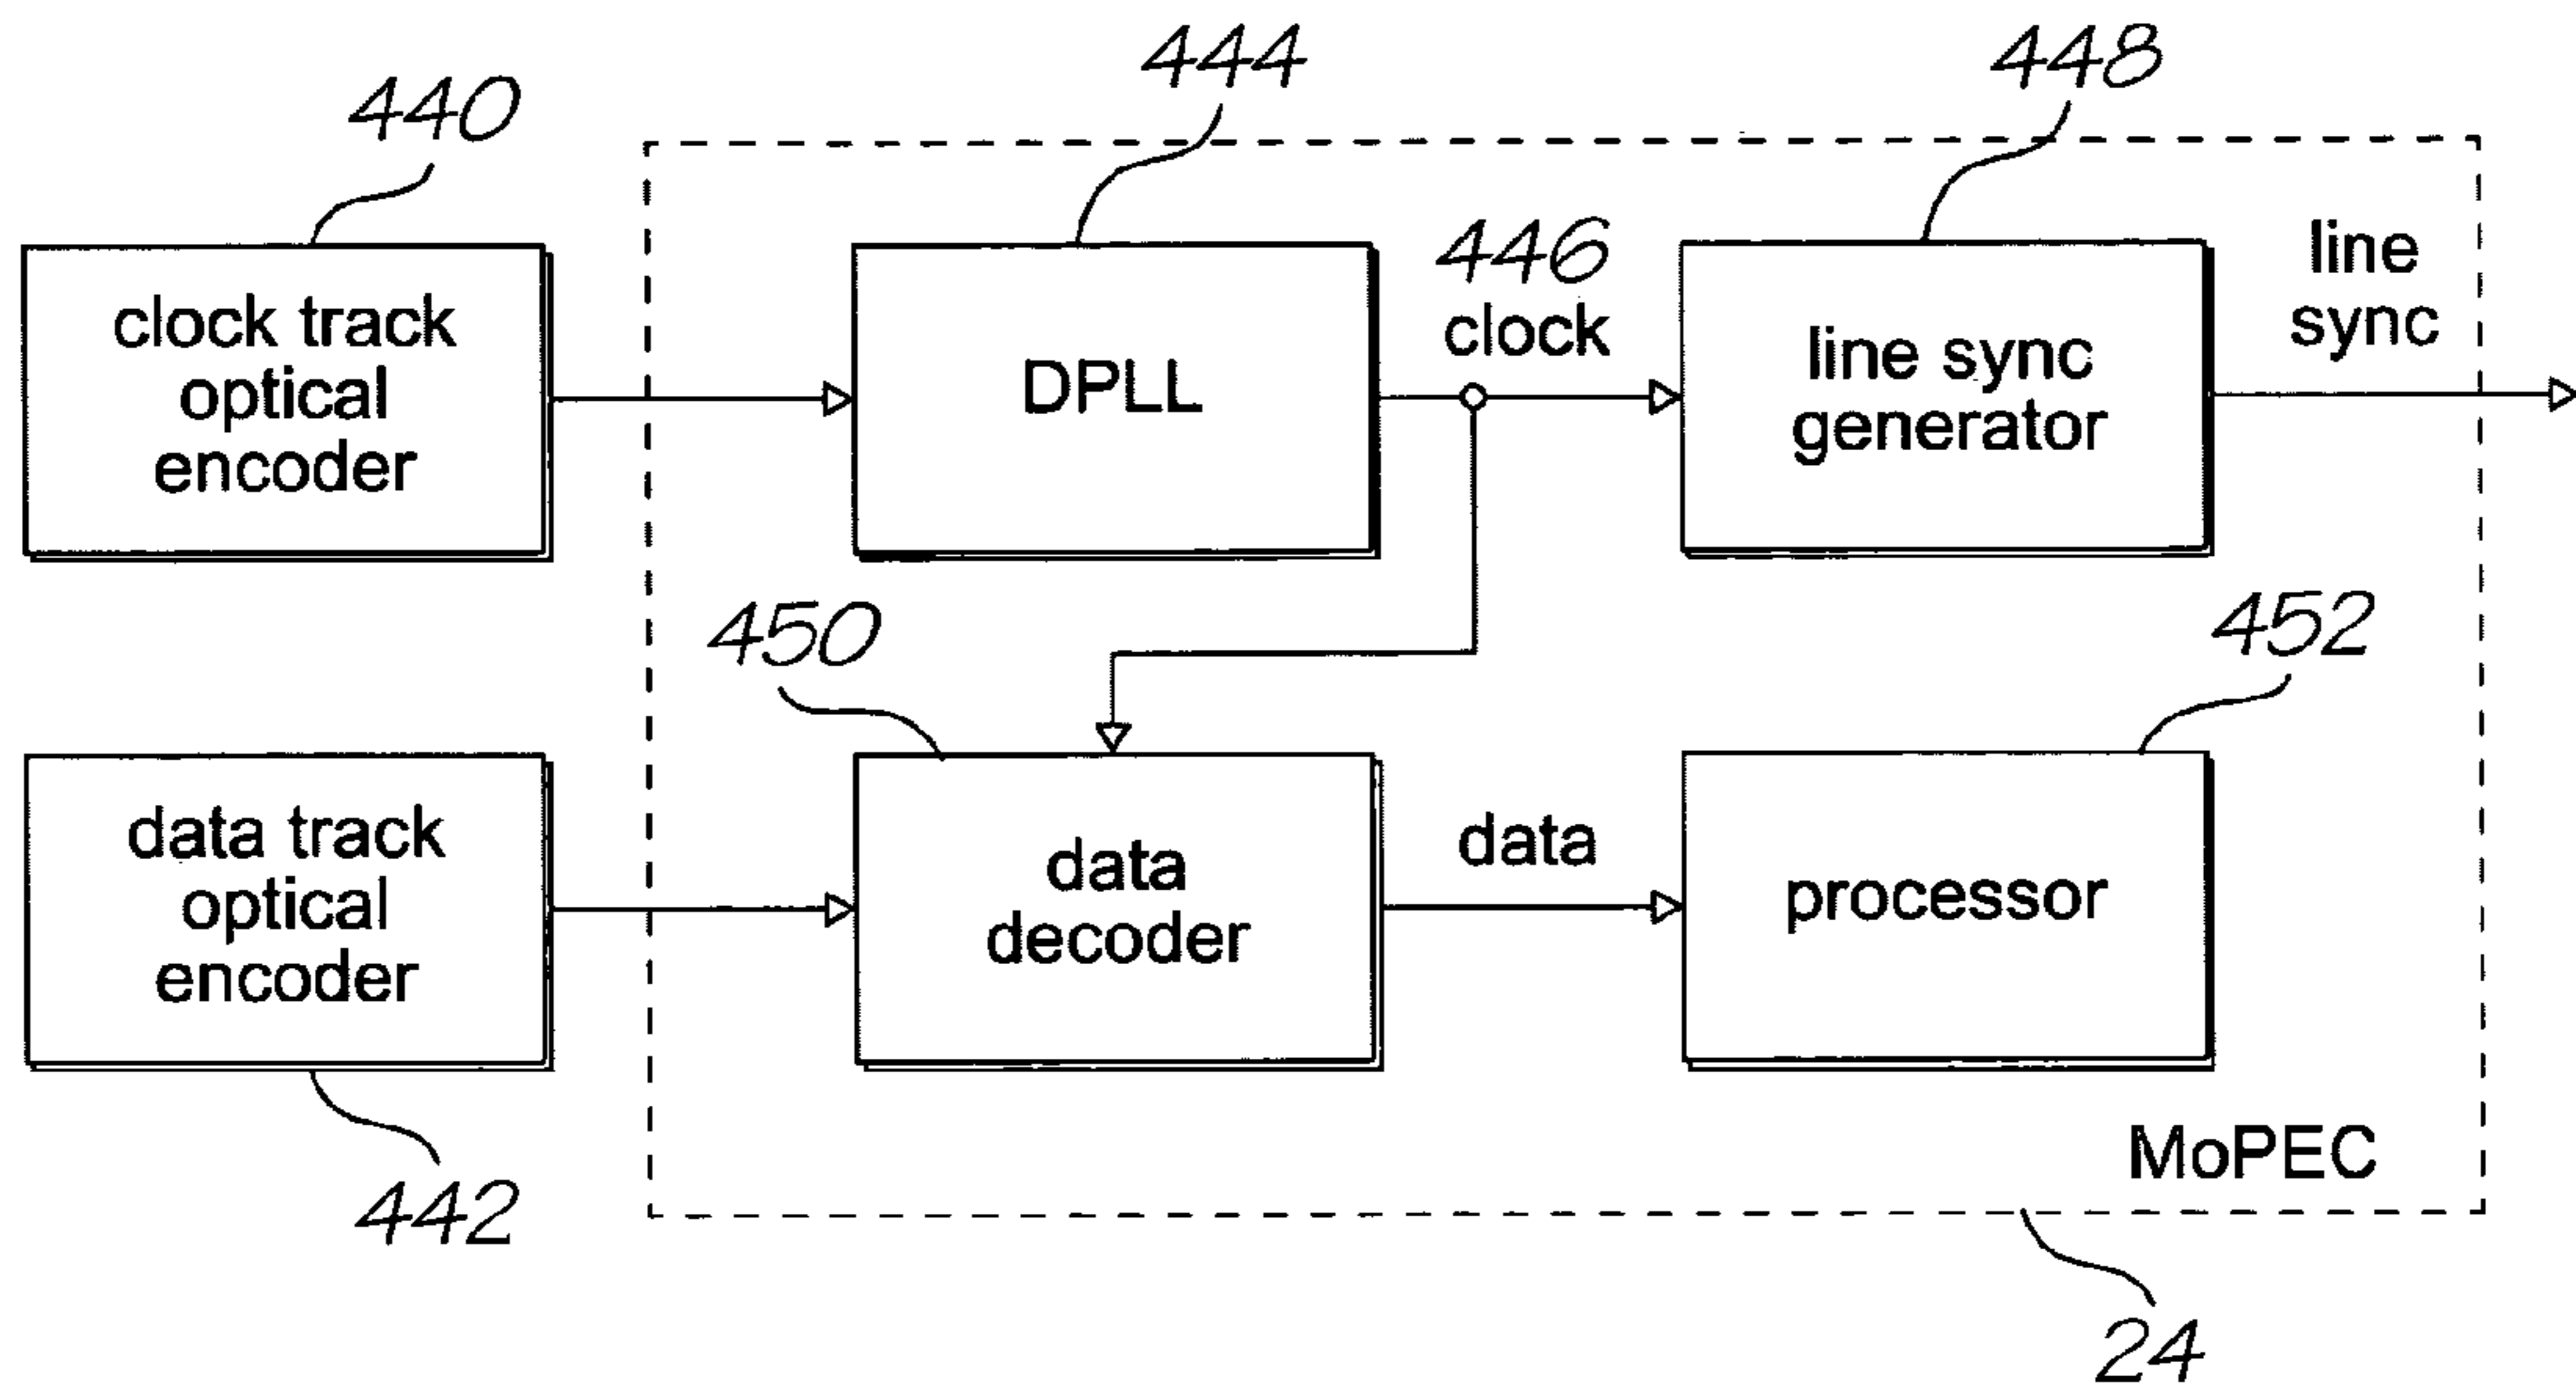 440
444
448
clock track
optical
encoder
DPLL
446
clock
line sync
generator
line
sync
450
452
data track
optical
encoder
data
decoder
data
processor
MoPEC
442
24